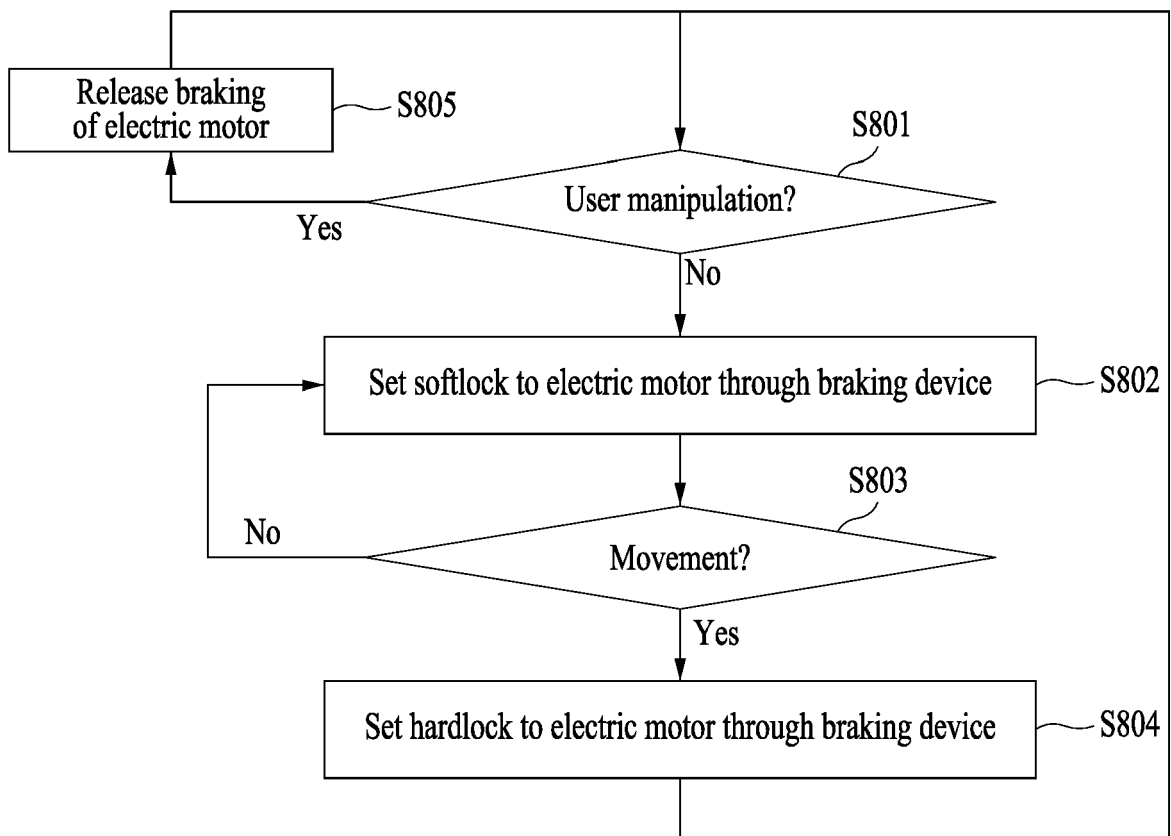 Release braking
of electric motor
S805
S801
User manipulation?
Yes
No
Set softlock to electric motor through braking device
S802
S803
No
Movement?
Yes
Set hardlock to electric motor through braking device
S804